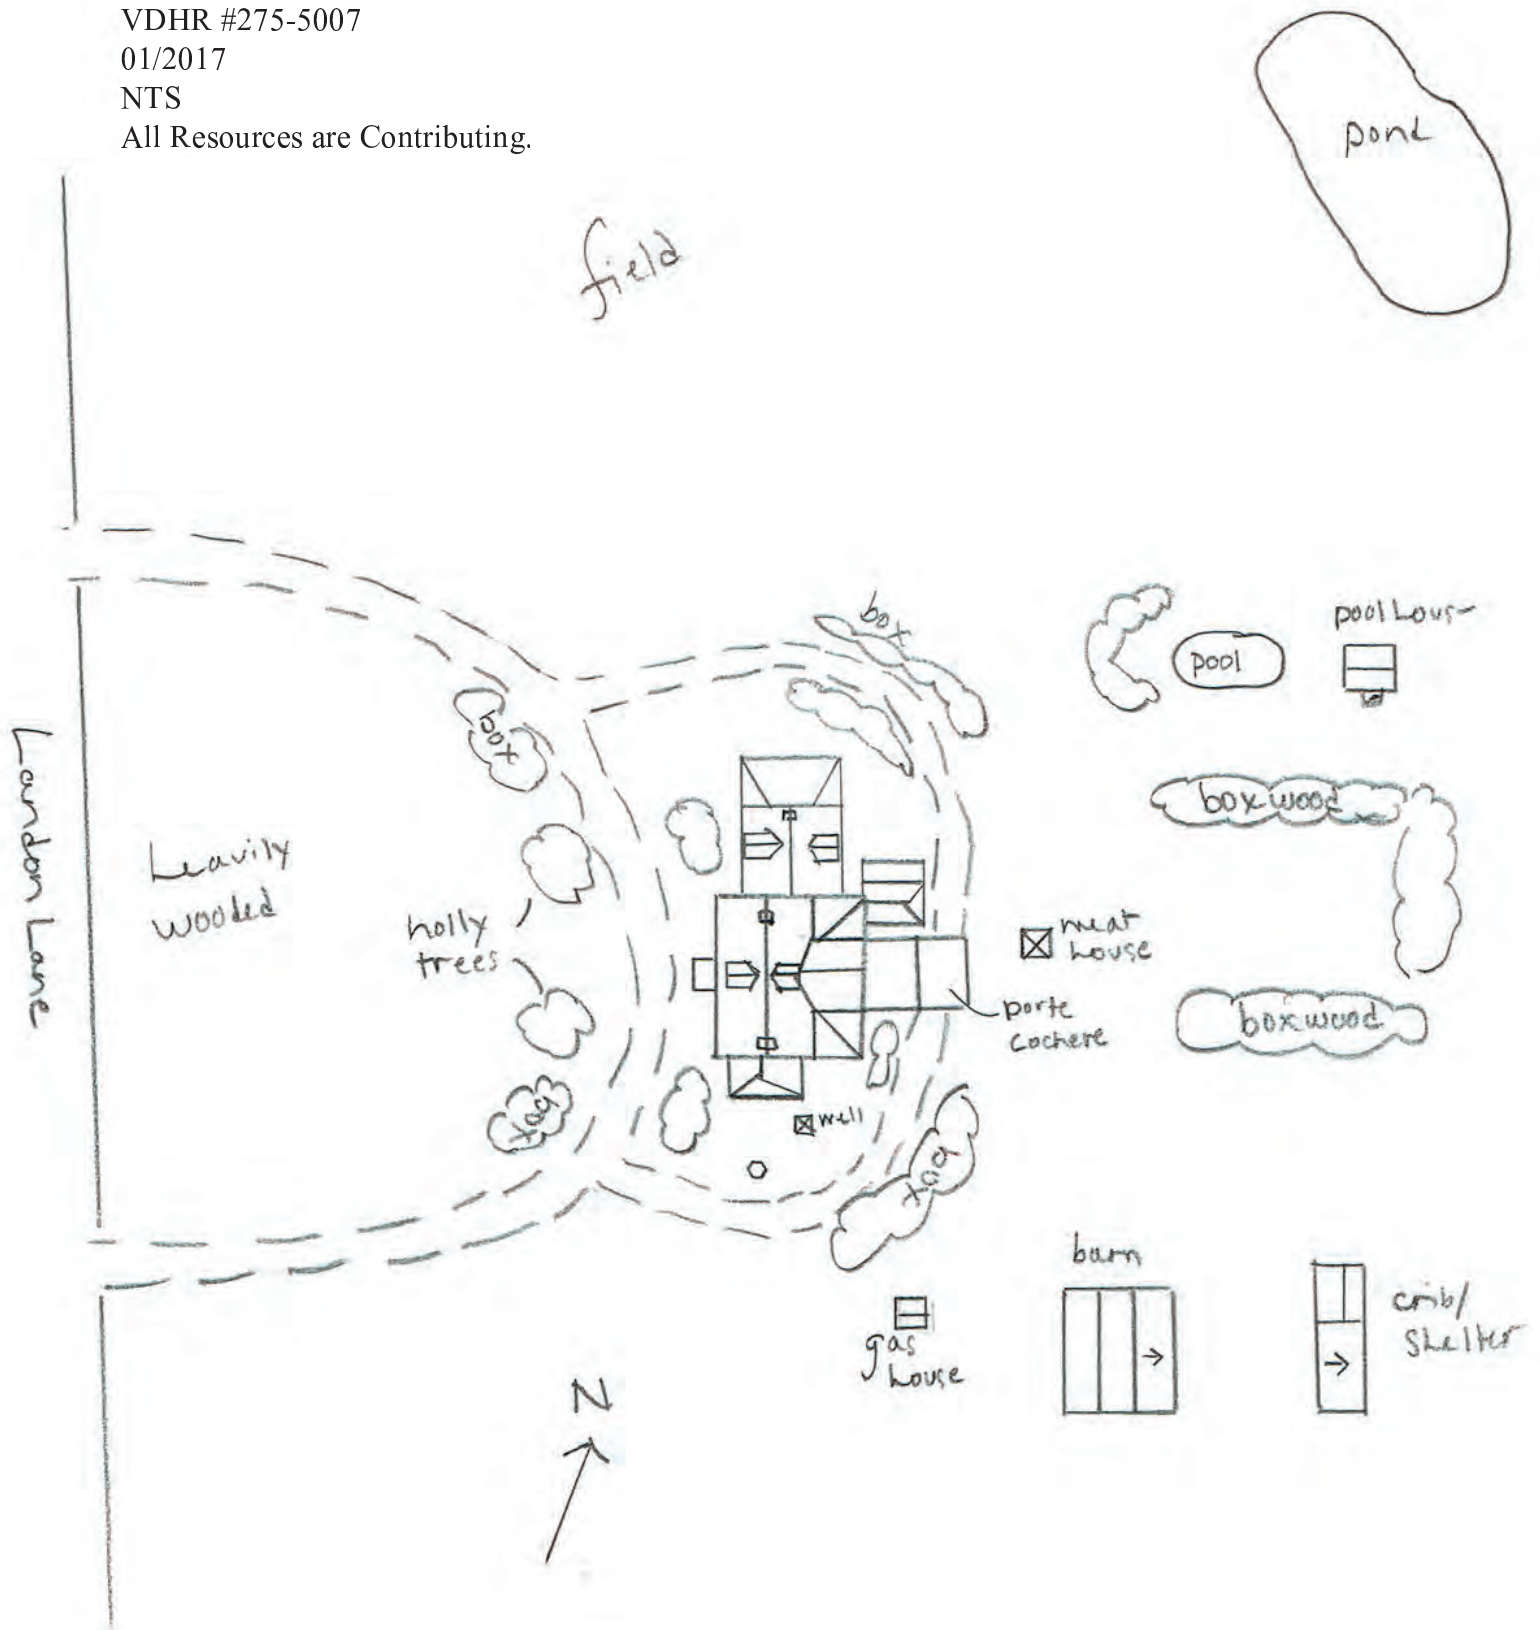 VDHR #275-5007
01/2017
NTS
All Resources are Contributing.
pond
field
box
pool
pool house
box
boxwood
Landon Lane
heavily
wooded
holly
trees
meat
house
porte
cochere
boxwood
well
box
box
barn
crib/
shelter
gas
house
N